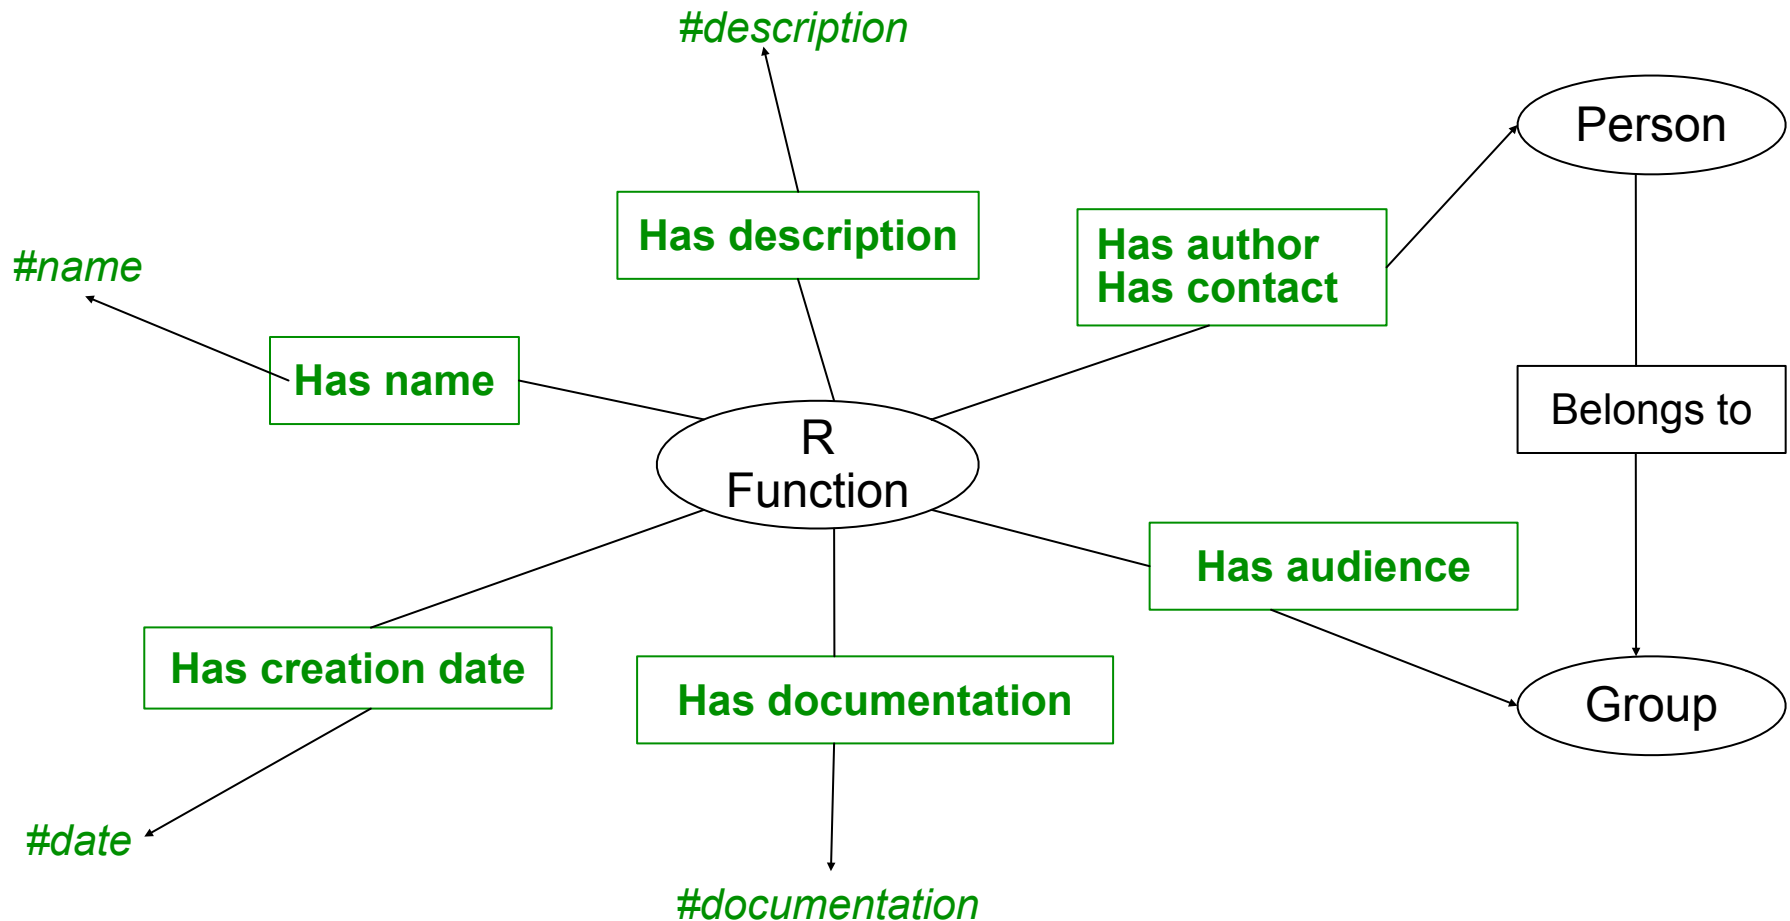 #description
Person
Has description
Has author
Has contact
#name
Has name
Belongs to
R
Function
Has audience
Has creation date
Has documentation
Group
#date
#documentation